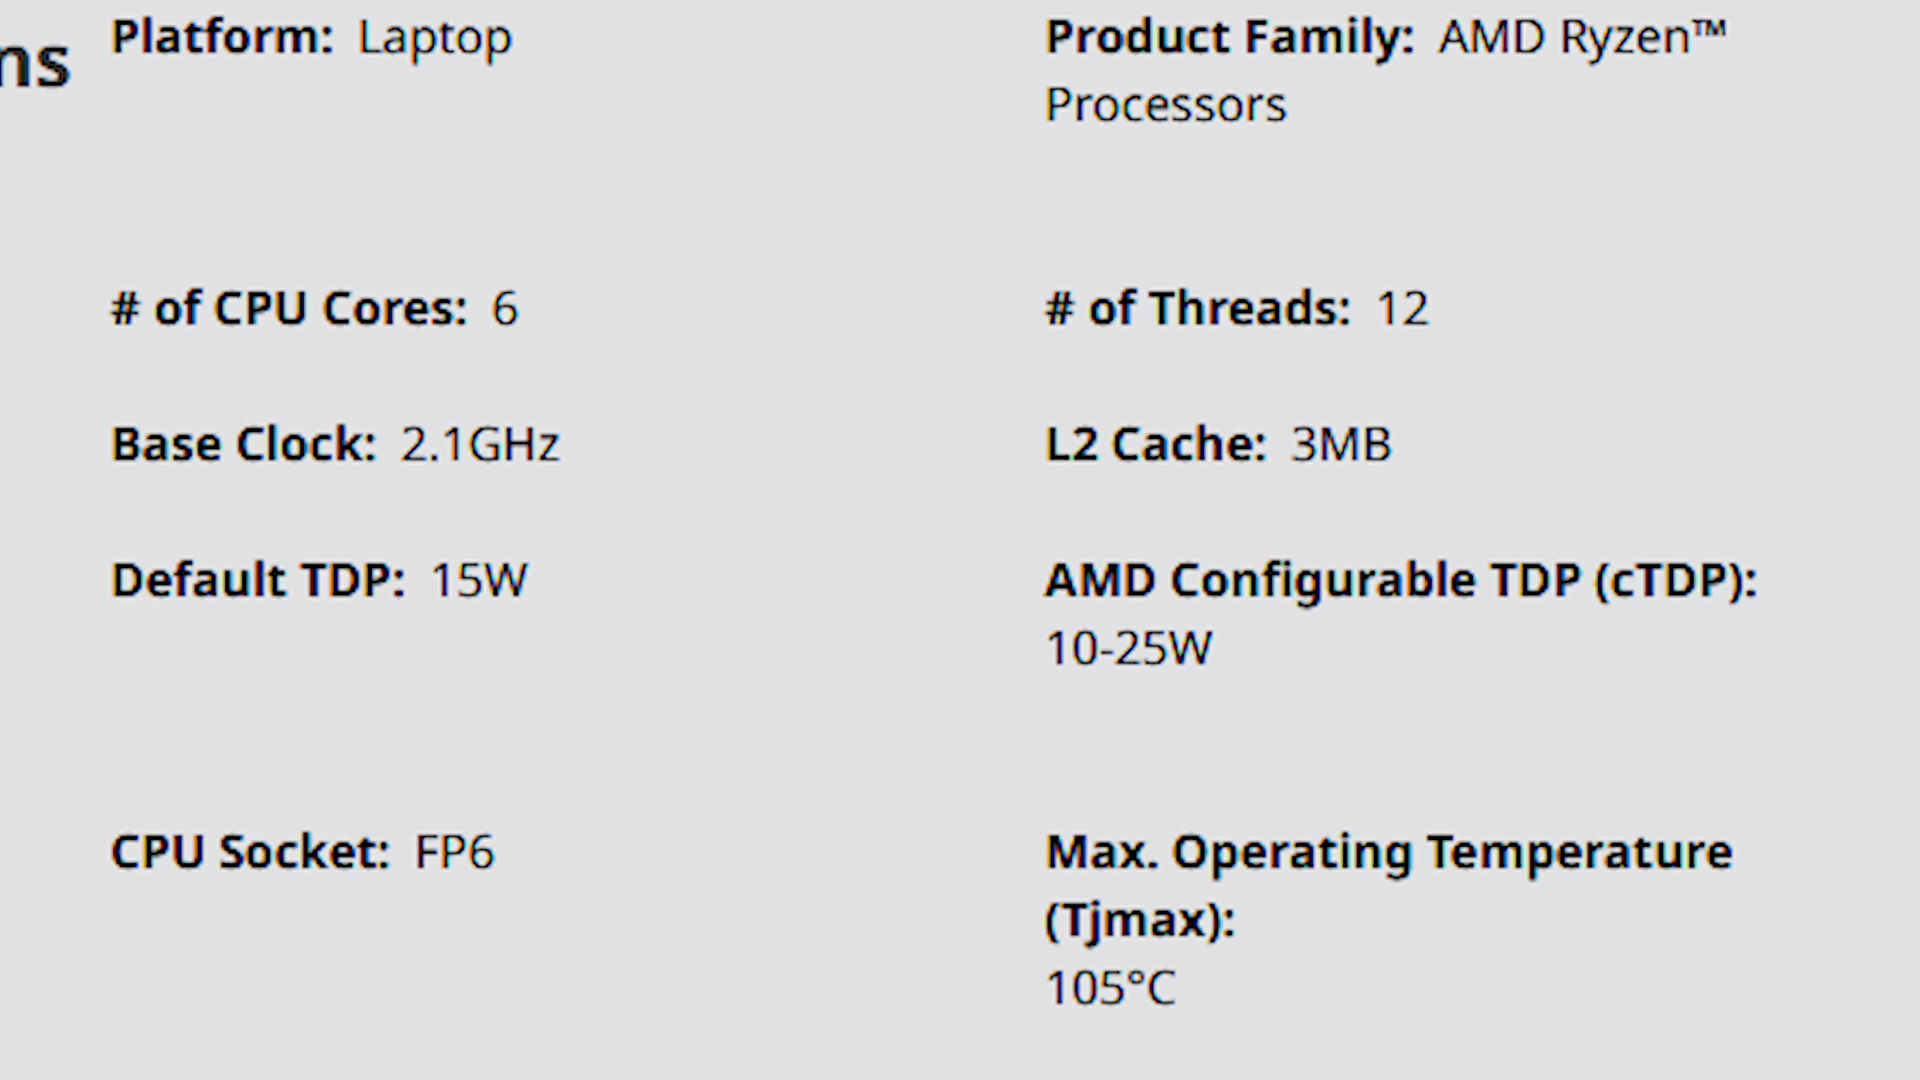 ns
Platform: Laptop
Product Family: AMD Ryzen™
Processors
# of CPU Cores: 6
# of Threads: 12
Base Clock: 2.1GHz
L2 Cache: 3MB
Default TDP: 15W
AMD Configurable TDP (cTDP):
10-25W
CPU Socket: FP6
Max. Operating Temperature
(Tjmax):
105°C